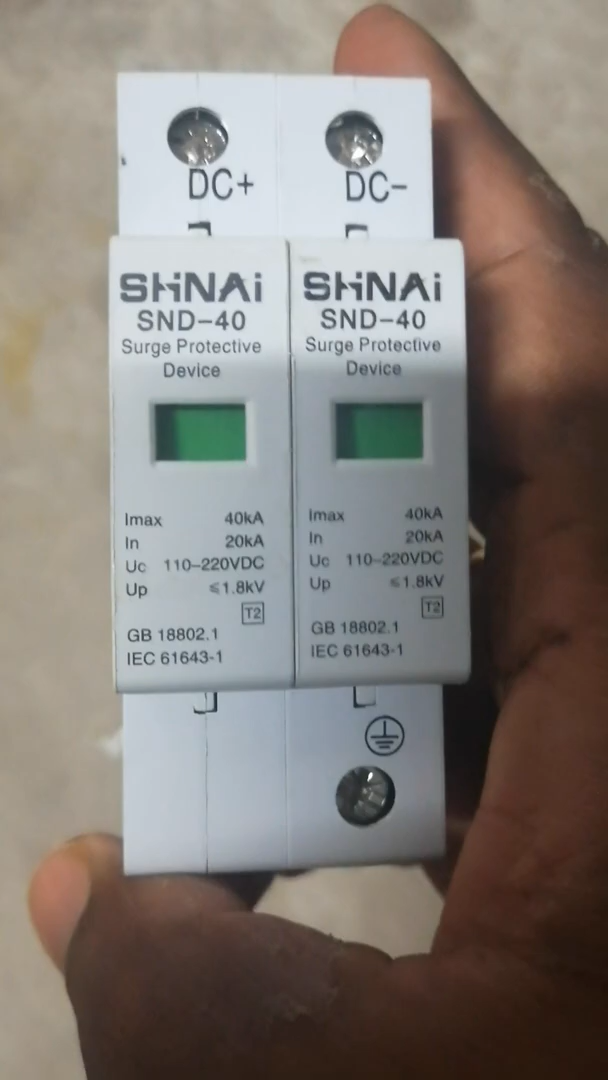 DC+ DC-
SHiNAi
SND-40
Surge Protective
Device
Imax 40kA
In 20kA
Uc 110-220VDC
Up ≤1.8kV
T2
GB 18802.1
IEC 61643-1
SHiNAi
SND-40
Surge Protective
Device
Imax 40kA
In 20kA
Uc 110-220VDC
Up ≤1.8kV
T2
GB 18802.1
IEC 61643-1